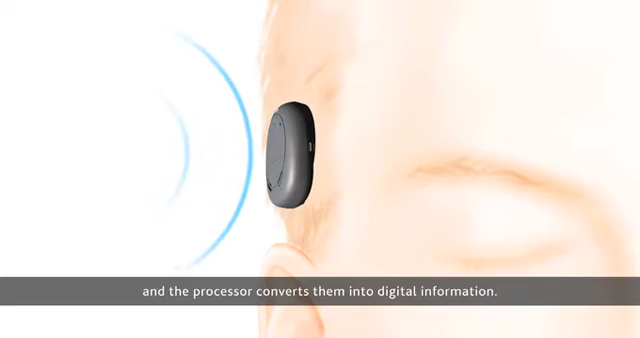 and the processor converts them into digital information.